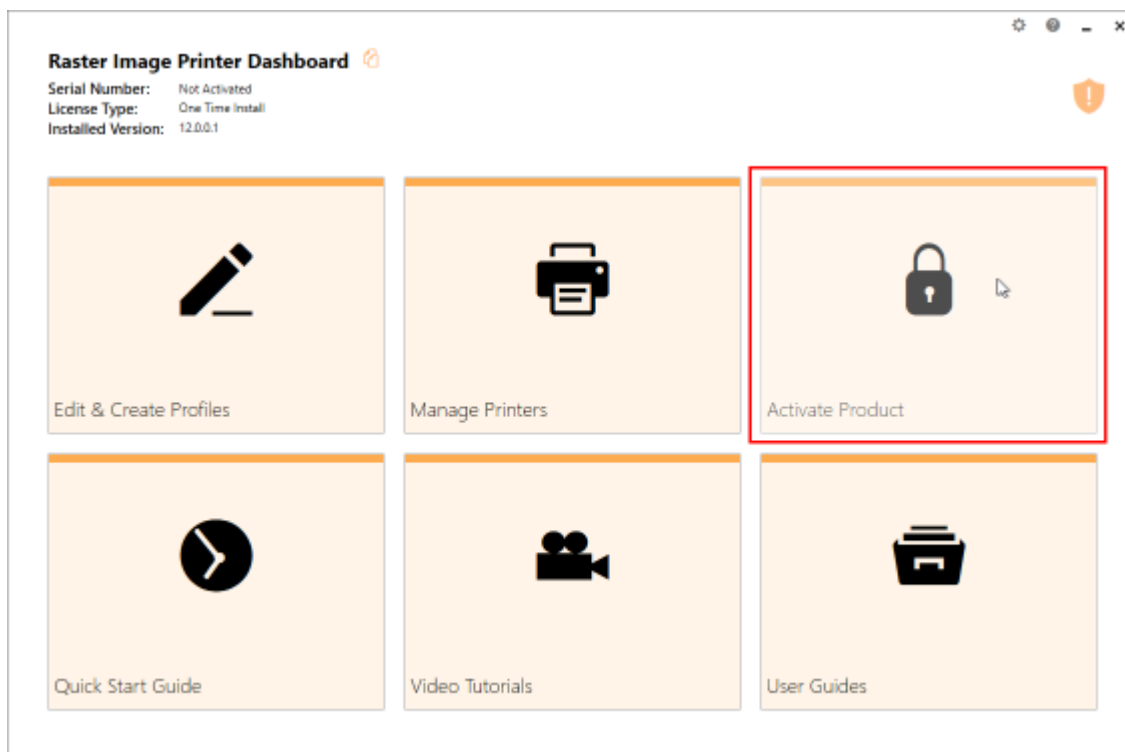 Raster Image Printer Dashboard
Serial Number: Not Activated
License Type: One Time Install
Installed Version: 12.0.0.1
Edit & Create Profiles
Manage Printers
Activate Product
Quick Start Guide
Video Tutorials
User Guides